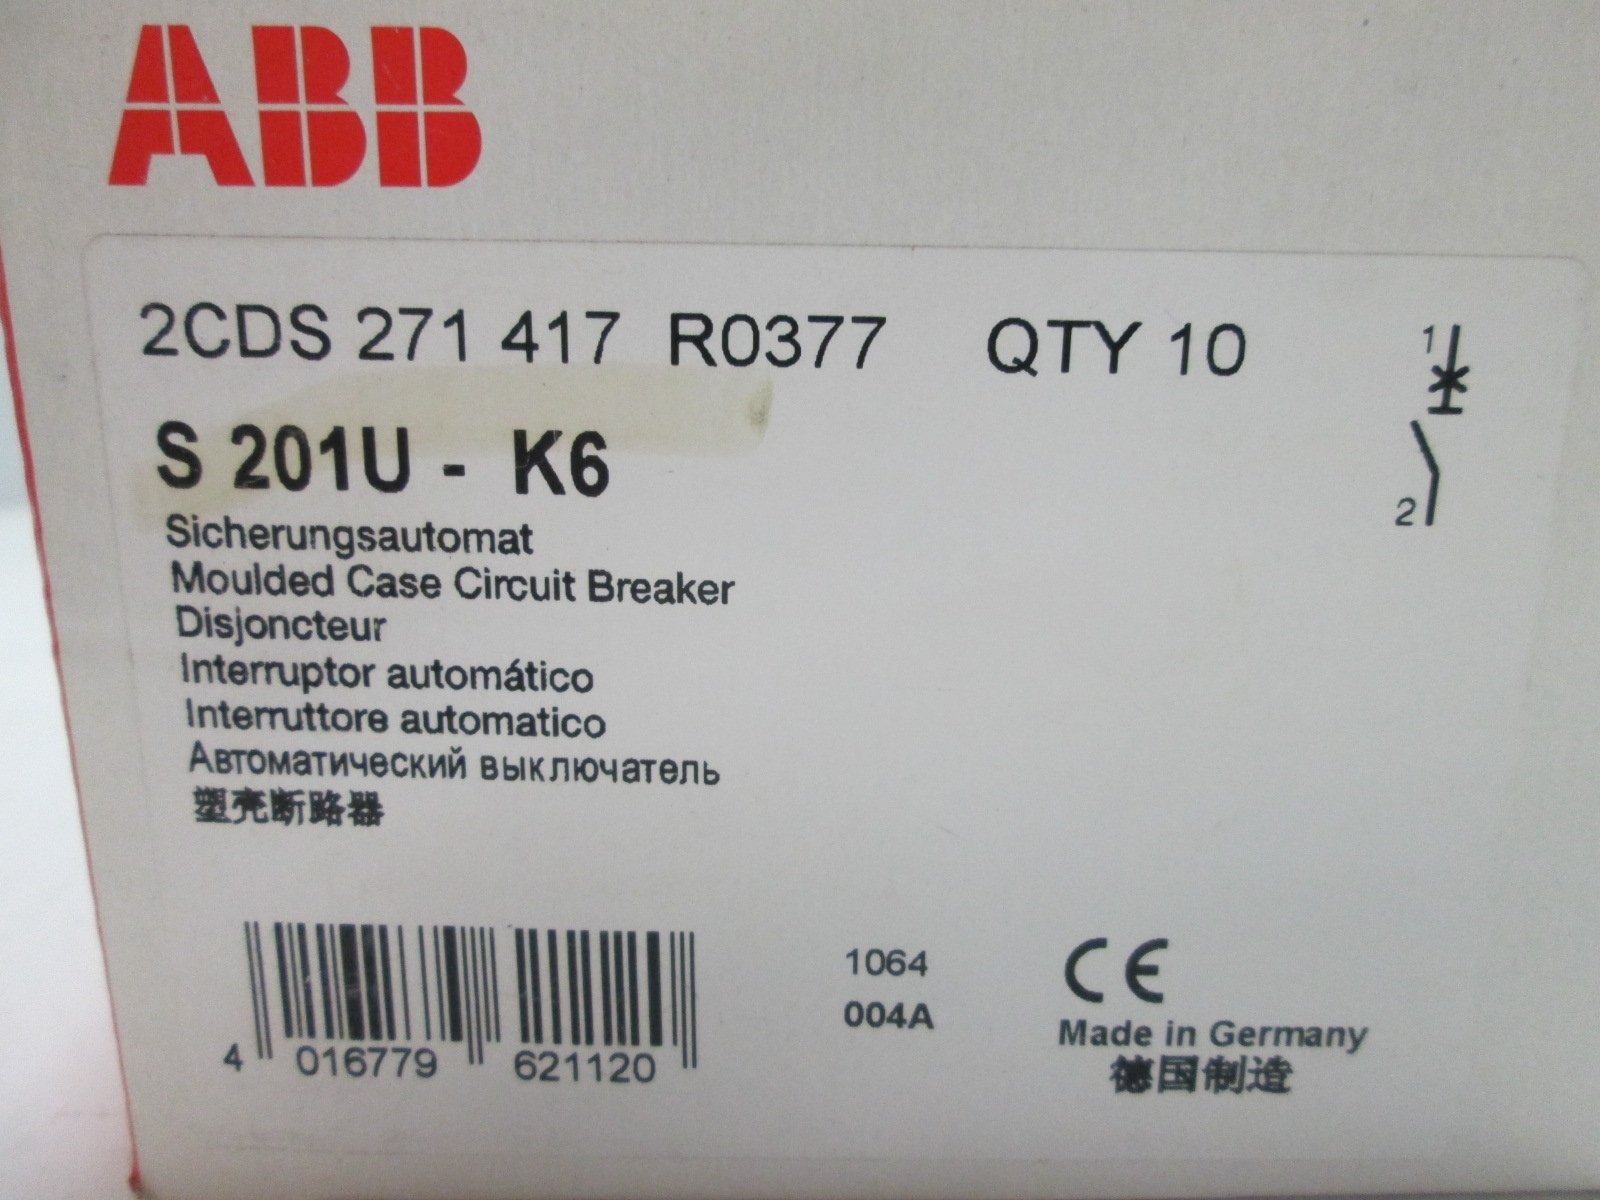 ABB
2CDS 271 417 R0377 QTY 10
1
S 201U - K6
2
Sicherungsautomat
Moulded Case Circuit Breaker
Disjoncteur
Interruptor automático
Interruttore automatico
Автоматический выключатель
塑壳断路器
1064
004A
CE
Made in Germany
德国制造
4 016779 621120